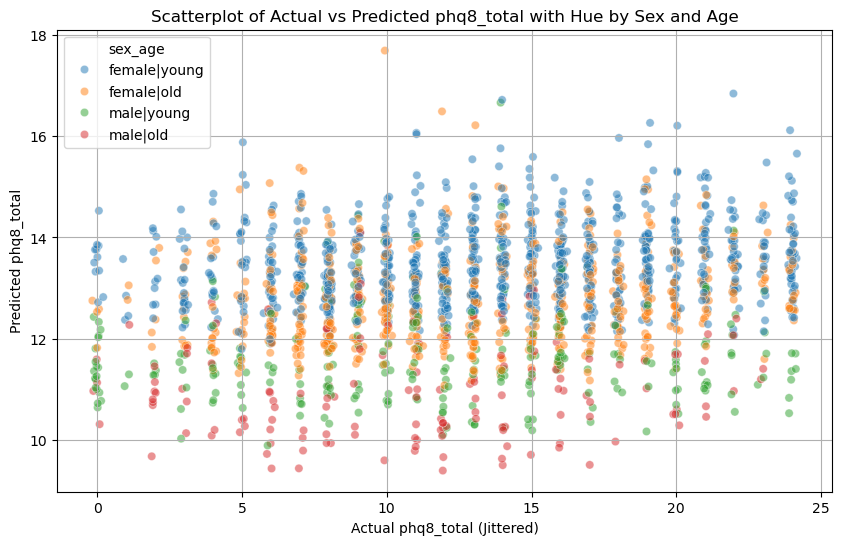 Scatterplot of Actual vs Predicted phq8_total with Hue by Sex and Age
sex_age
female|young
female|old
male|young
male|old
18
16
14
12
10
Predicted phq8_total
0 5 10 15 20 25
Actual phq8_total (Jittered)